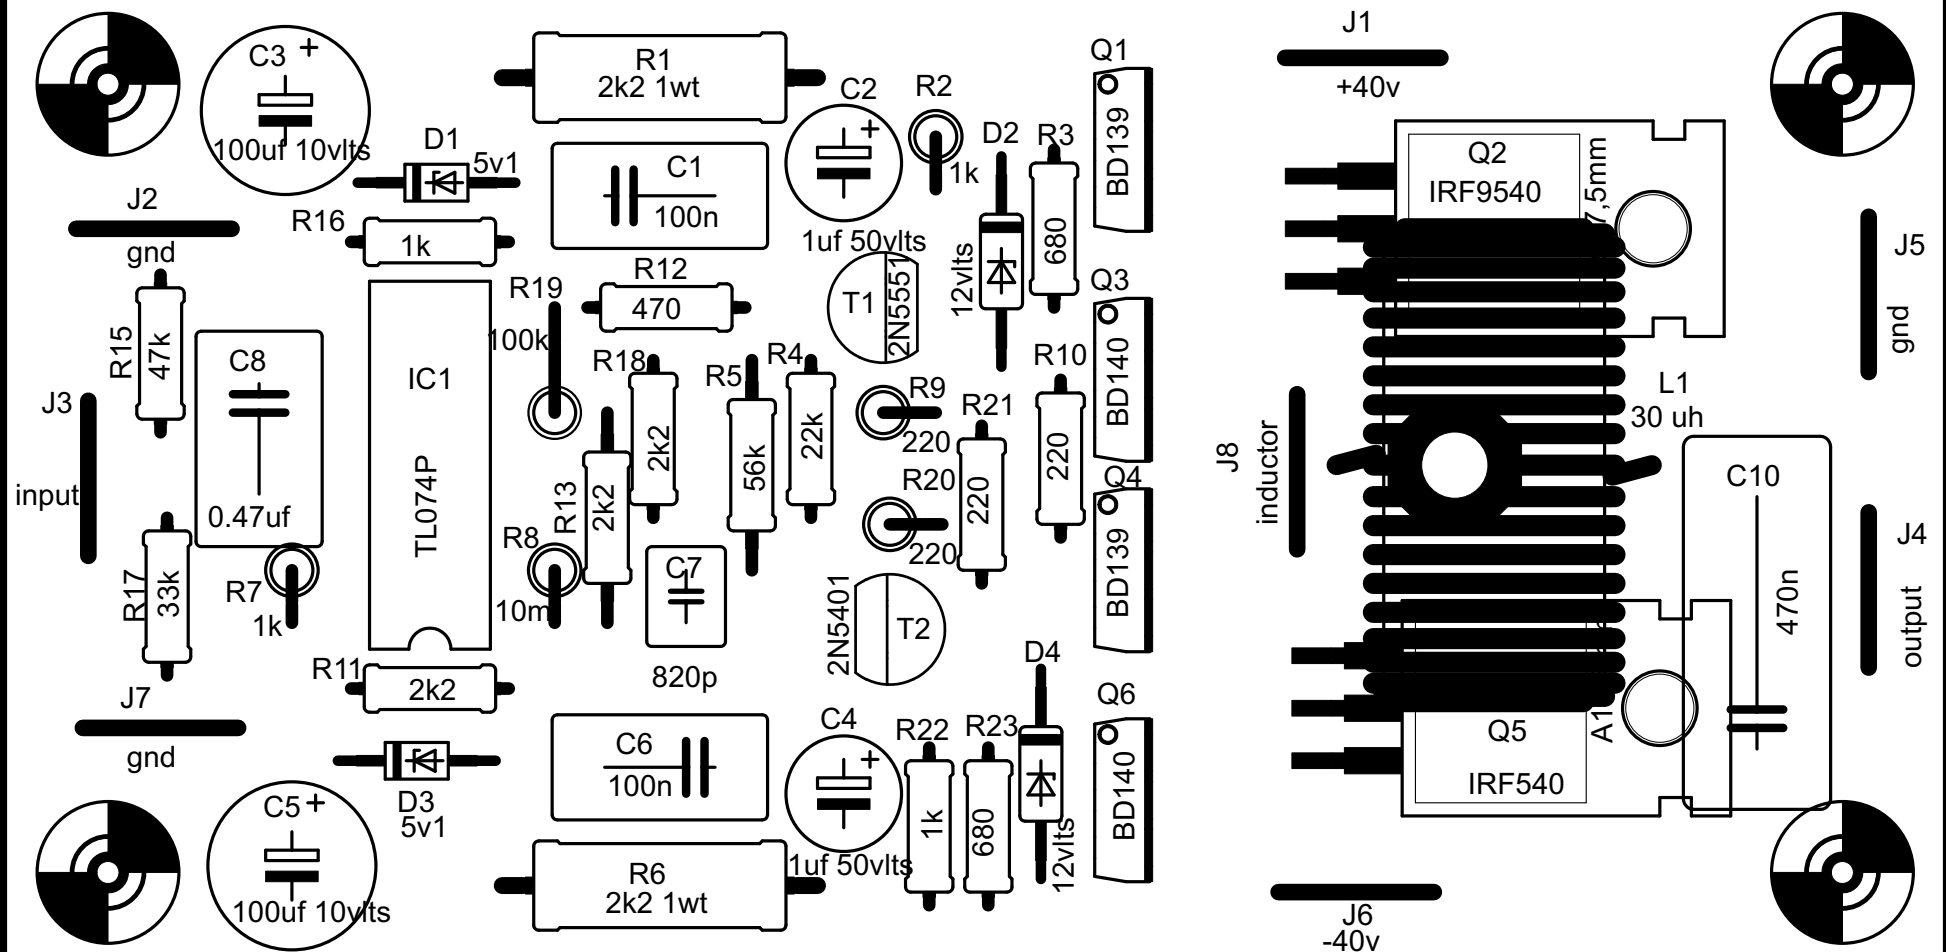 J1
+40v
Q1
C3
+
100uf 10vlts
R1
2k2 1wt
C2
+
1uf 50vlts
R2
1k
D1
5v1
C1
100n
D2
12vlts
R3
680
BD139
Q2
IRF9540
7,5mm
J2
gnd
R16
1k
R19
100k
R12
470
T1
2N5551
Q3
BD140
J5
gnd
R15
47k
C8
0.47uf
IC1
TL074P
R18
2k2
R5
56k
R4
22k
R9
220
R21
220
R10
220
L1
30 uh
J3
input
J8
inductor
R13
2k2
R20
220
Q4
BD139
C10
470n
J4
output
R17
33k
R7
1k
R8
10m
C7
820p
2N5401
T2
R11
2k2
D4
12vlts
J7
gnd
C6
100n
C4
+
1uf 50vlts
R22
1k
R23
680
Q6
BD140
Q5
IRF540
D3
5v1
C5
+
100uf 10vlts
R6
2k2 1wt
J6
-40v